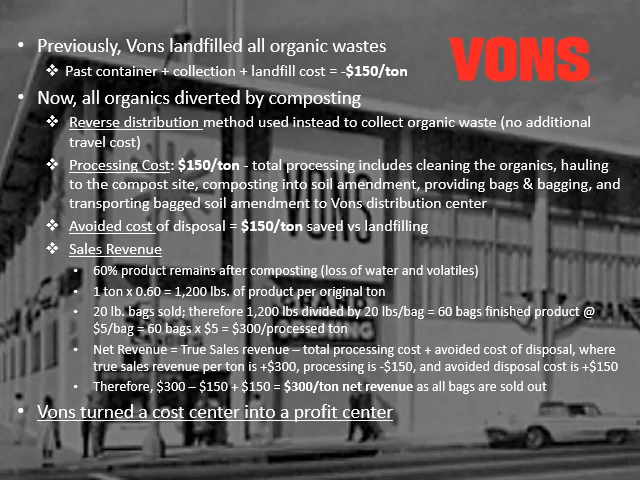 VONS
• Previously, Vons landfilled all organic wastes
❖ Past container + collection + landfill cost = -$150/ton
• Now, all organics diverted by composting
❖ Reverse distribution method used instead to collect organic waste (no additional
travel cost)
❖ Processing Cost: $150/ton - total processing includes cleaning the organics, hauling
to the compost site, composting into soil amendment, providing bags & bagging, and
transporting bagged soil amendment to Vons distribution center
❖ Avoided cost of disposal = $150/ton saved vs landfilling
❖ Sales Revenue
• 60% product remains after composting (loss of water and volatiles)
• 1 ton x 0.60 = 1,200 lbs. of product per original ton
• 20 lb. bags sold; therefore 1,200 lbs divided by 20 lbs/bag = 60 bags finished product @
$5/bag = 60 bags x $5 = $300/processed ton
• Net Revenue = True Sales revenue – total processing cost + avoided cost of disposal, where
true sales revenue per ton is +$300, processing is -$150, and avoided disposal cost is +$150
• Therefore, $300 – $150 + $150 = $300/ton net revenue as all bags are sold out
• Vons turned a cost center into a profit center
VONS